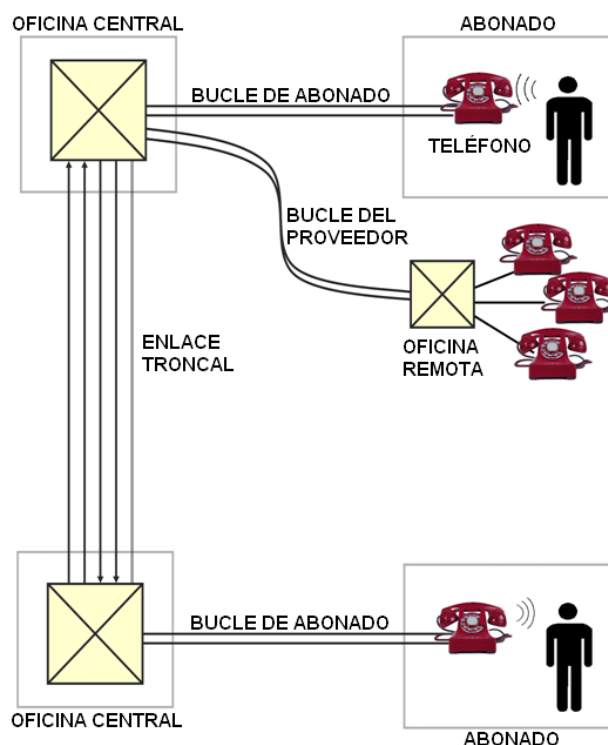 OFICINA CENTRAL
ABONADO
BUCLE DE ABONADO
TELÉFONO
BUCLE DEL
PROVEEDOR
ENLACE
TRONCAL
OFICINA
REMOTA
BUCLE DE ABONADO
OFICINA CENTRAL
ABONADO